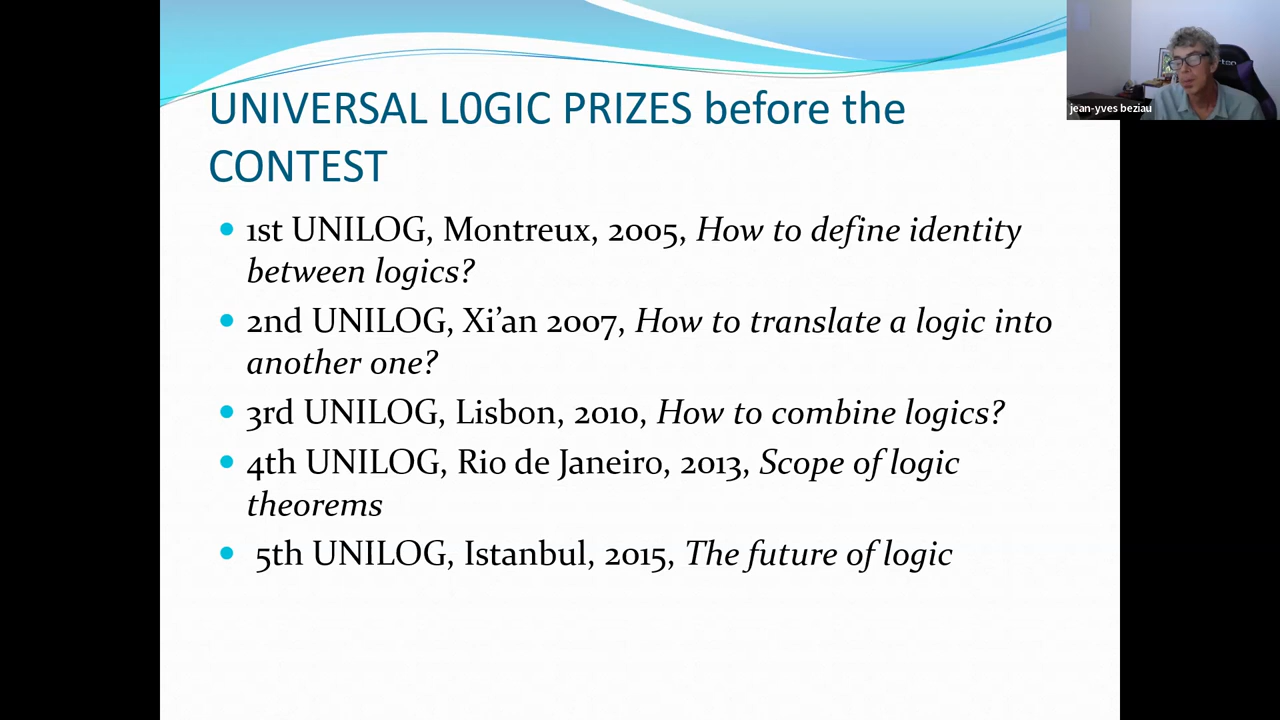 UNIVERSAL L0GIC PRIZES before the
CONTEST
• 1st UNILOG, Montreux, 2005, How to define identity
between logics?
• 2nd UNILOG, Xi’an 2007, How to translate a logic into
another one?
• 3rd UNILOG, Lisbon, 2010, How to combine logics?
• 4th UNILOG, Rio de Janeiro, 2013, Scope of logic
theorems
• 5th UNILOG, Istanbul, 2015, The future of logic
jean-yves beziau